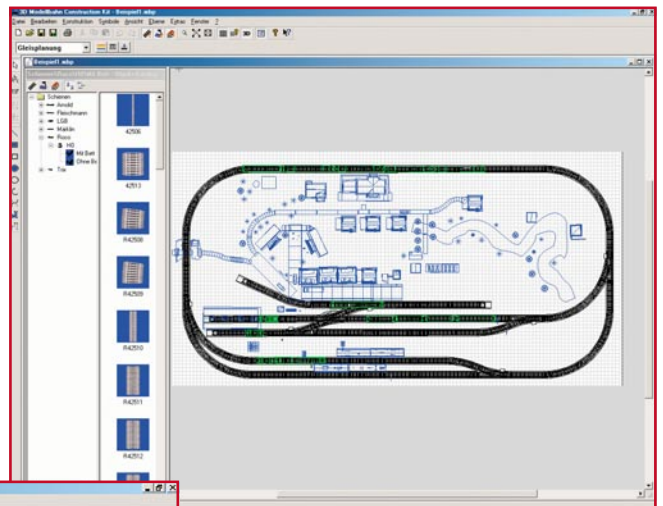 3D Modellbahn Construction Kit - Beispiel1.mbp
Datei Bearbeiten Konstruktion Symbole Ansicht Ebene Extras Fenster ?
Gleisplanung
Beispiel1.mbp
Schienen
Arnold
Fleischmann
LGB
Märklin
Roco
H0
Mit Bett
Ohne Be
Trix
42506
42513
R42508
R42509
R42510
R42511
R42512